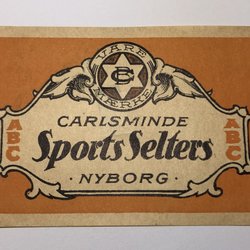 VARE
CB
MÆRKE
CARLSMINDE
Sports Selters
· NYBORG ·
ABC
ABC